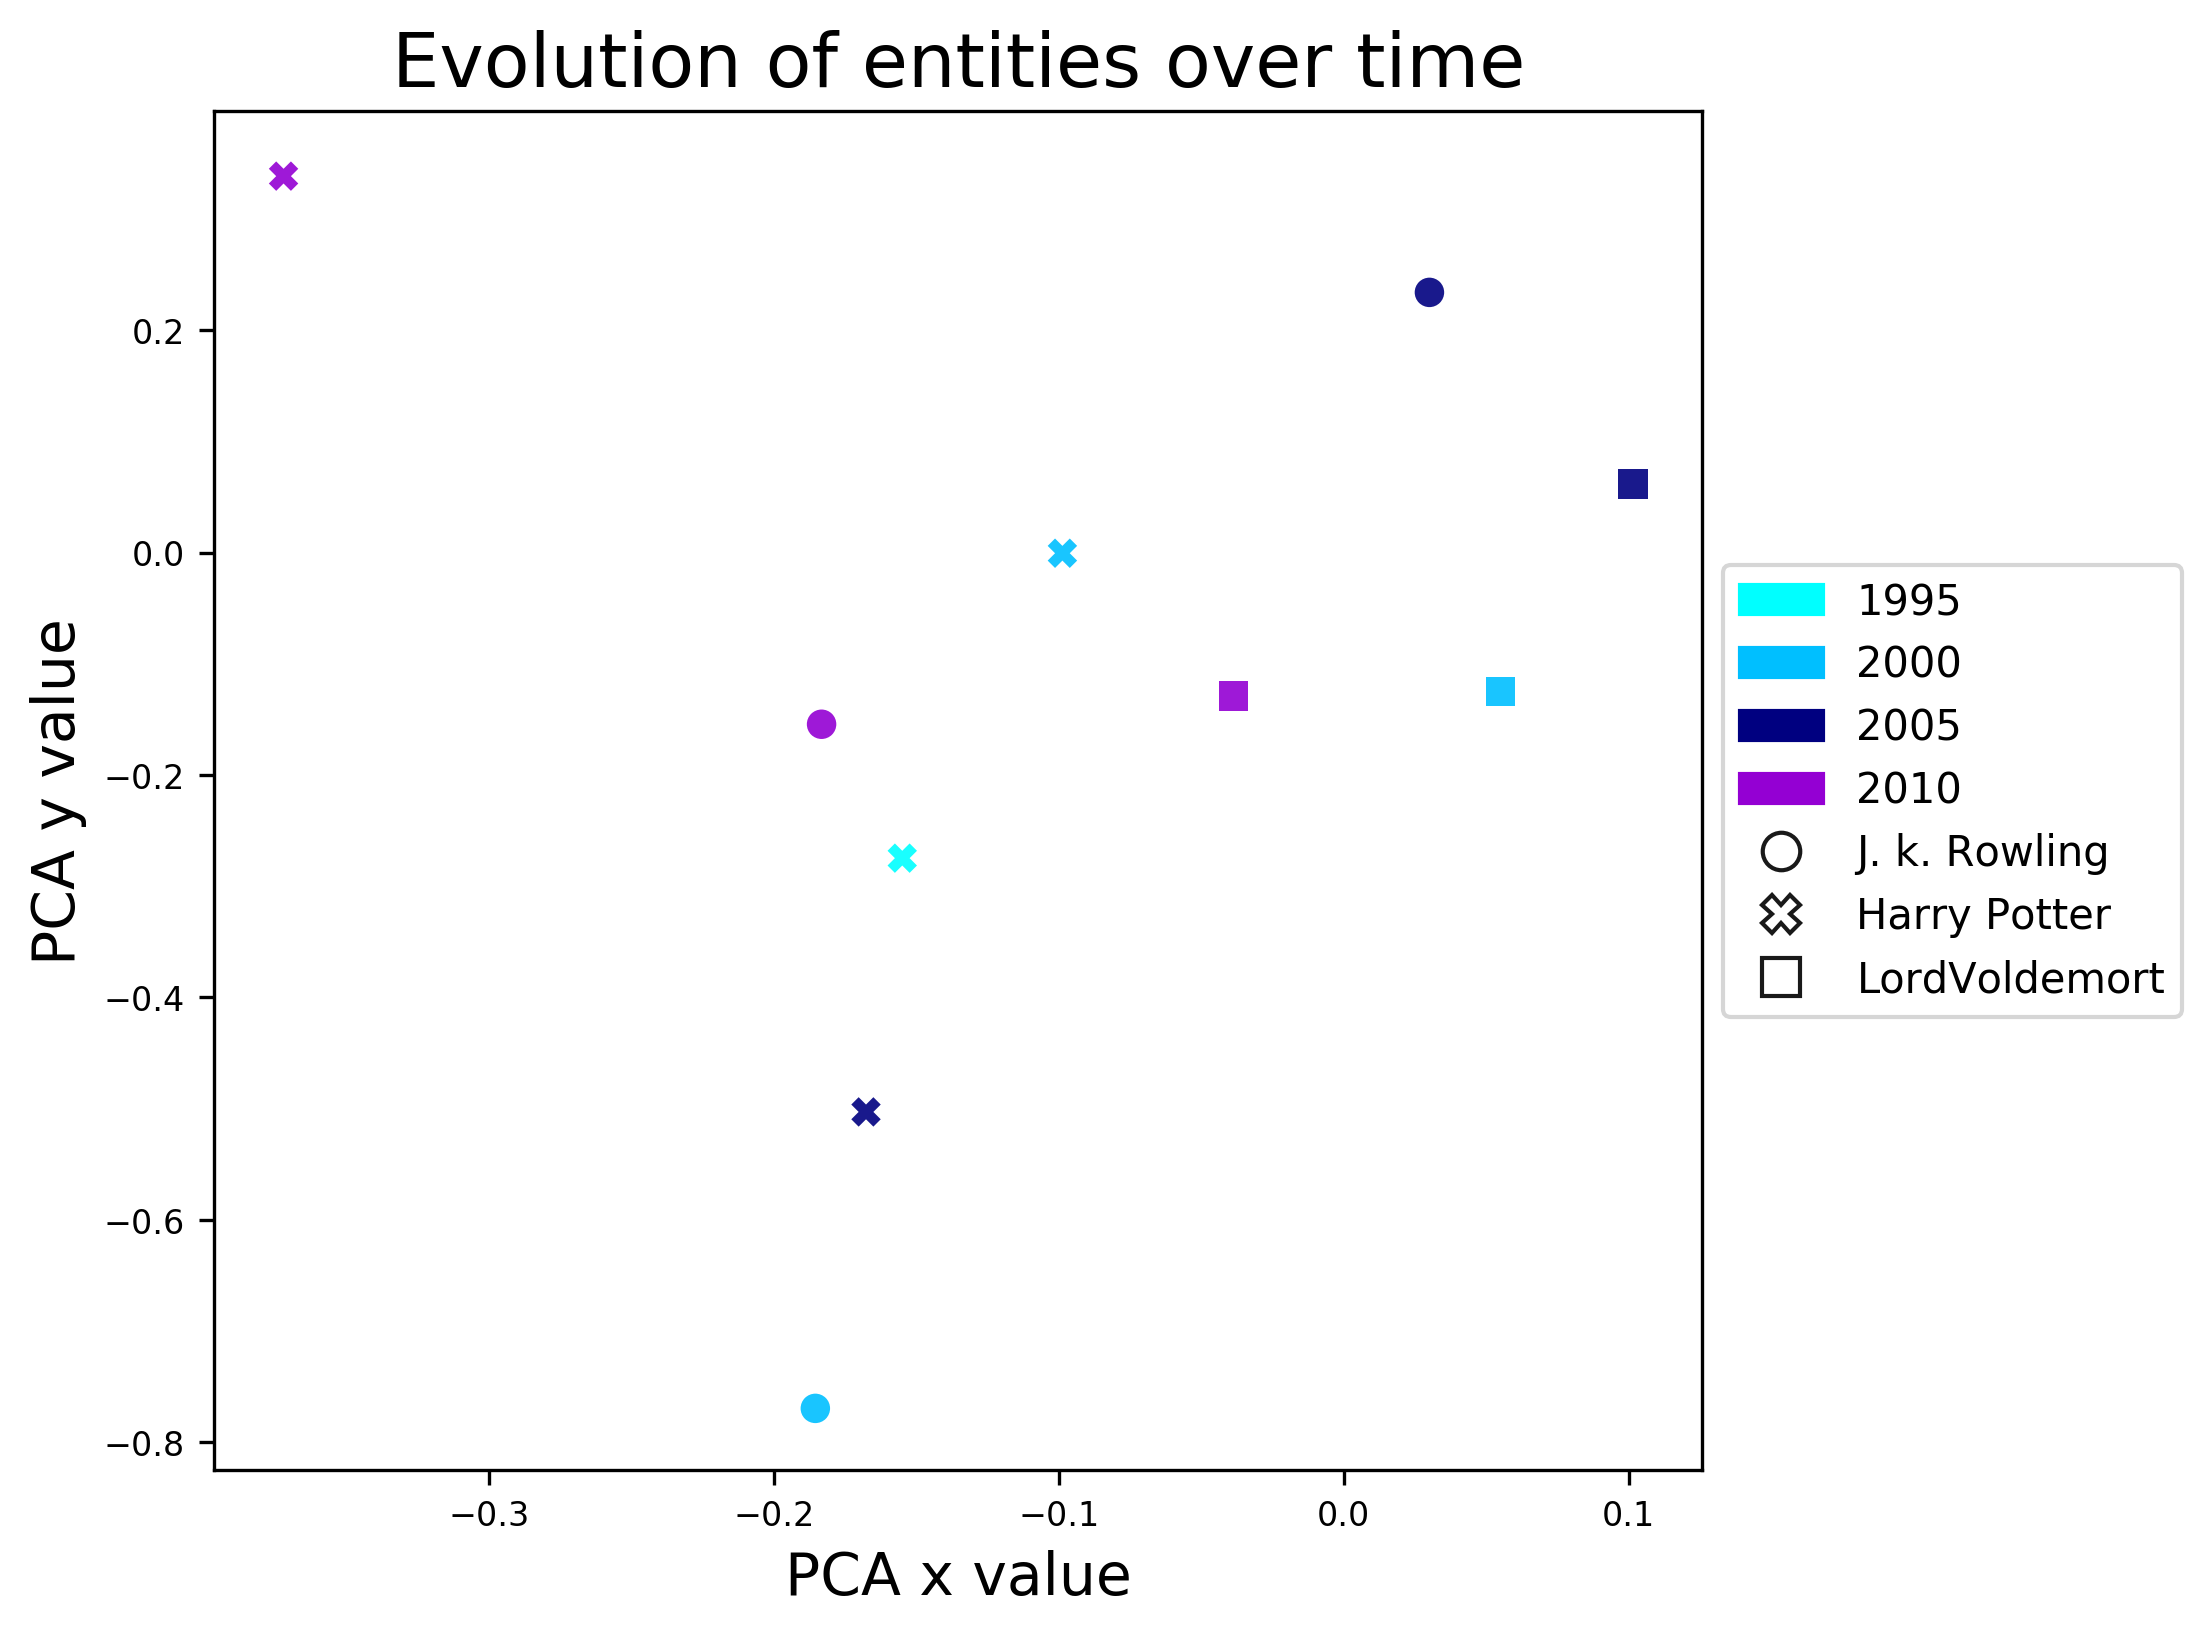 Evolution of entities over time
PCA y value
0.2
0.0
−0.2
−0.4
−0.6
−0.8
−0.3
−0.2
−0.1
0.0
0.1
PCA x value
1995
2000
2005
2010
J. k. Rowling
Harry Potter
LordVoldemort